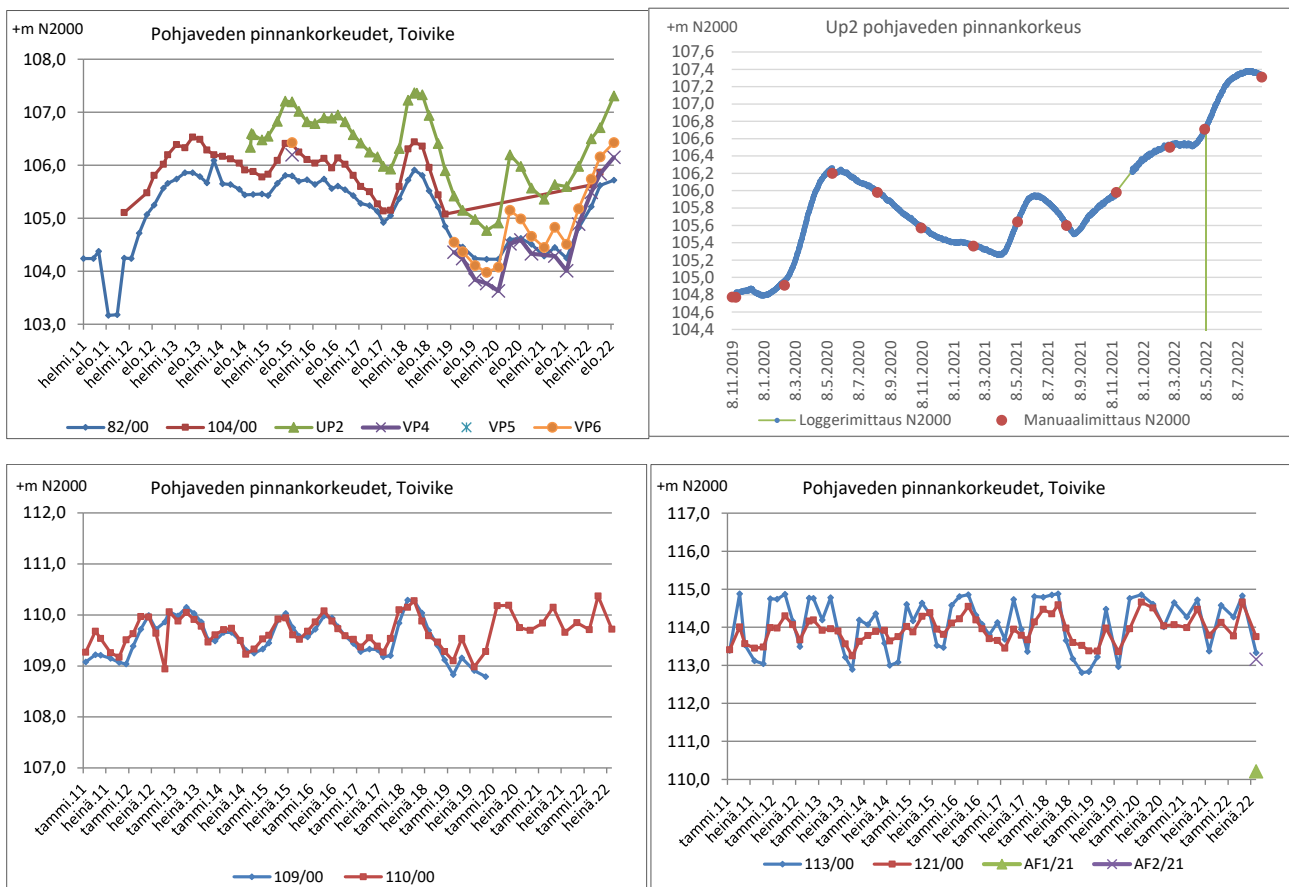 +m N2000
Pohjaveden pinnankorkeudet, Toivike
108,0
107,0
106,0
105,0
104,0
103,0
helmi.11
elo.11
helmi.12
elo.12
helmi.13
elo.13
helmi.14
elo.14
helmi.15
elo.15
helmi.16
elo.16
helmi.17
elo.17
helmi.18
elo.18
helmi.19
elo.19
helmi.20
elo.20
helmi.21
elo.21
helmi.22
elo.22
82/00 104/00 UP2 VP4 VP5 VP6
+m N2000
Up2 pohjaveden pinnankorkeus
107,6
107,4
107,2
107,0
106,8
106,6
106,4
106,2
106,0
105,8
105,6
105,4
105,2
105,0
104,8
104,6
104,4
8.11.2019
8.1.2020
8.3.2020
8.5.2020
8.7.2020
8.9.2020
8.11.2020
8.1.2021
8.3.2021
8.5.2021
8.7.2021
8.9.2021
8.11.2021
8.1.2022
8.3.2022
8.5.2022
8.7.2022
Loggerimittaus N2000 Manuaalimittaus N2000
+m N2000
Pohjaveden pinnankorkeudet, Toivike
112,0
111,0
110,0
109,0
108,0
107,0
tammi.11
heinä.11
tammi.12
heinä.12
tammi.13
heinä.13
tammi.14
heinä.14
tammi.15
heinä.15
tammi.16
heinä.16
tammi.17
heinä.17
tammi.18
heinä.18
tammi.19
heinä.19
tammi.20
heinä.20
tammi.21
heinä.21
tammi.22
heinä.22
109/00 110/00
+m N2000
Pohjaveden pinnankorkeudet, Toivike
117,0
116,0
115,0
114,0
113,0
112,0
111,0
110,0
tammi.11
heinä.11
tammi.12
heinä.12
tammi.13
heinä.13
tammi.14
heinä.14
tammi.15
heinä.15
tammi.16
heinä.16
tammi.17
heinä.17
tammi.18
heinä.18
tammi.19
heinä.19
tammi.20
heinä.20
tammi.21
heinä.21
tammi.22
heinä.22
113/00 121/00 AF1/21 AF2/21